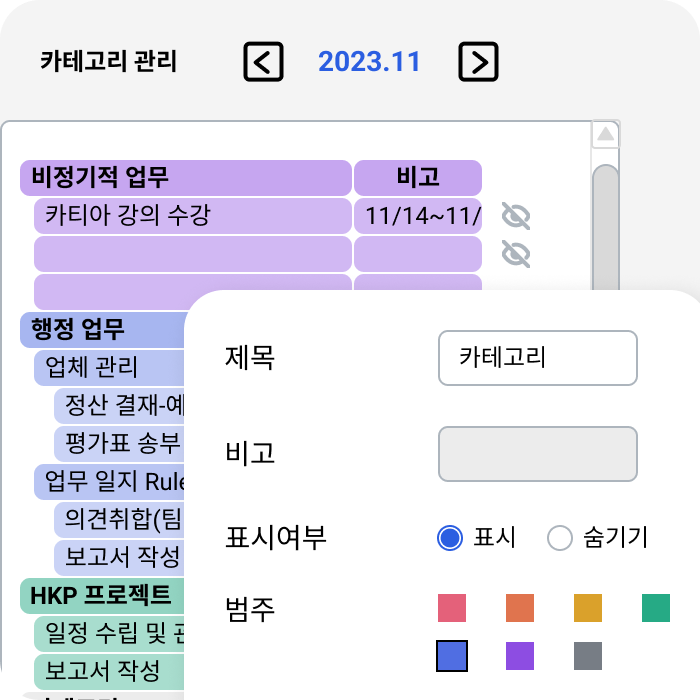 카테고리 관리
2023.11
비정기적 업무 비고
카티아 강의 수강 11/14~11/
행정 업무
업체 관리
정산 결재-예
평가표 송부
업무 일지 Rule
의견취합(팀
보고서 작성
HKP 프로젝트
일정 수립 및
보고서 작성
제목 카테고리
비고
표시여부 표시 숨기기
범주